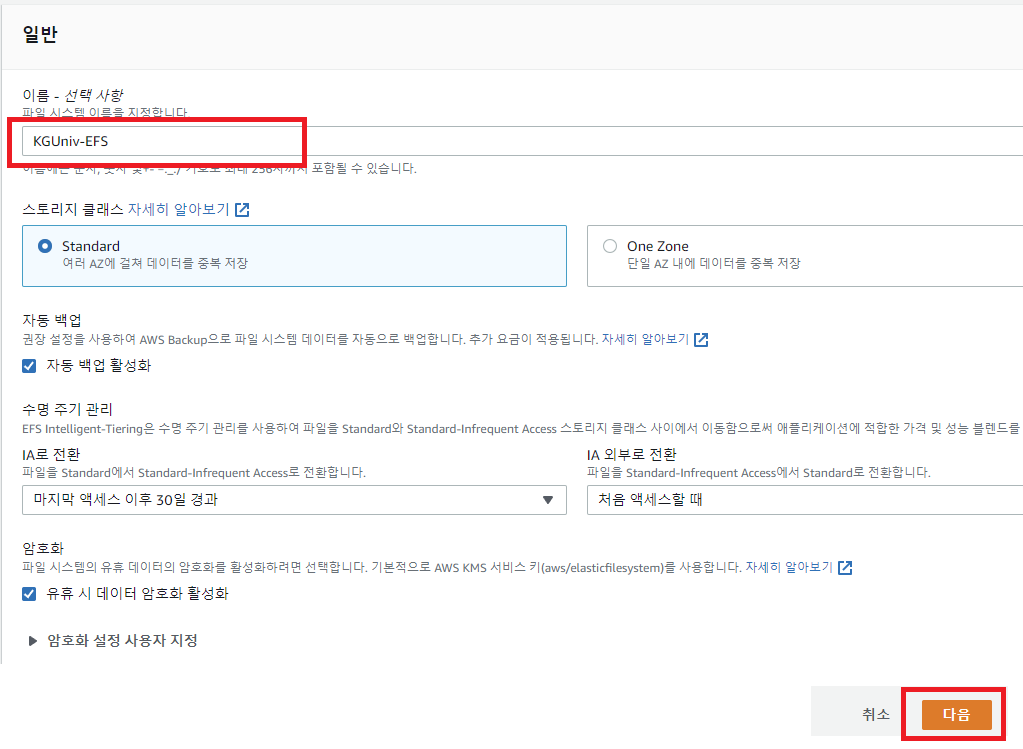 일반
이름 - 선택 사항
파일 시스템 이름을 지정합니다
KGUniv-EFS
256자까지 포함될 수 있습니다.
스토리지 클래스 자세히 알아보기
Standard
여러 AZ에 걸쳐 데이터를 중복 저장
One Zone
단일 AZ 내에 데이터를 중복 저장
자동 백업
권장 설정을 사용하여 AWS Backup으로 파일 시스템 데이터를 자동으로 백업합니다. 추가 요금이 적용됩니다. 자세히 알아보기
자동 백업 활성화
수명 주기 관리
EFS Intelligent-Tiering은 수명 주기 관리를 사용하여 파일을 Standard와 Standard-Infrequent Access 스토리지 클래스 사이에서 이동함으로써 애플리케이션에 적합한 가격 및 성능 블렌드를
IA로 전환
파일을 Standard에서 Standard-Infrequent Access로 전환합니다.
마지막 액세스 이후 30일 경과
IA 외부로 전환
파일을 Standard-Infrequent Access에서 Standard로 전환합니다.
처음 액세스할 때
암호화
파일 시스템의 유휴 데이터의 암호화를 활성화하려면 선택합니다. 기본적으로 AWS KMS 서비스 키(aws/elasticfilesystem)를 사용합니다. 자세히 알아보기
유휴 시 데이터 암호화 활성화
암호화 설정 사용자 지정
취소
다음